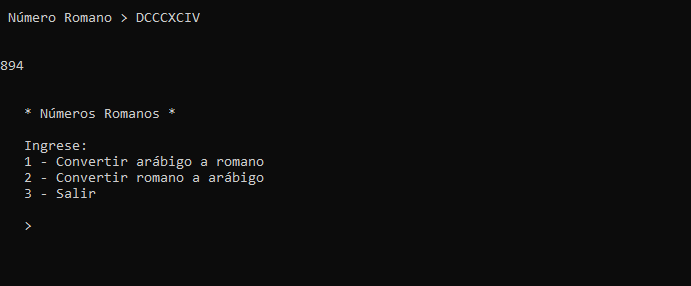 Número Romano > DCCCXCIV
894
* Números Romanos *
Ingrese:
1 - Convertir arábigo a romano
2 - Convertir romano a arábigo
3 - Salir
>